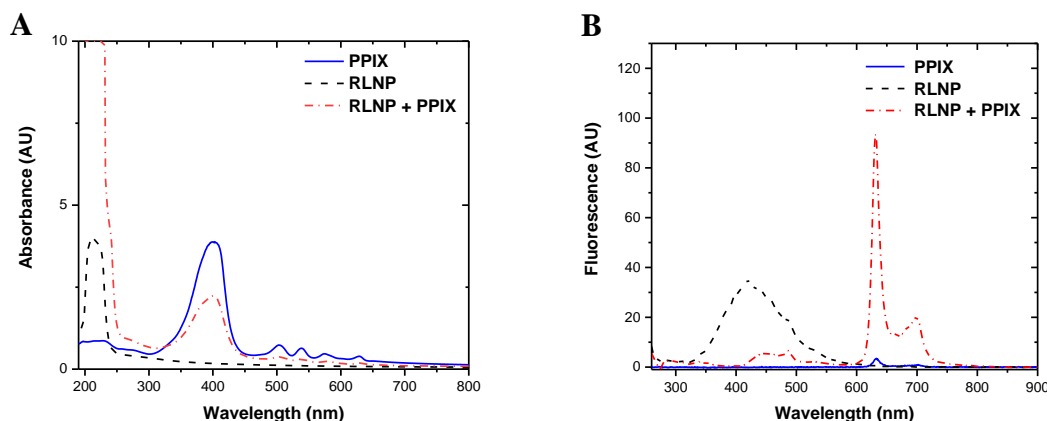 A
Absorbance (AU)
10
5
0
200 300 400 500 600 700 800
Wavelength (nm)
PPIX
RLNP
RLNP + PPIX
B
Fluorescence (AU)
120
100
80
60
40
20
0
300 400 500 600 700 800 900
Wavelength (nm)
PPIX
RLNP
RLNP + PPIX